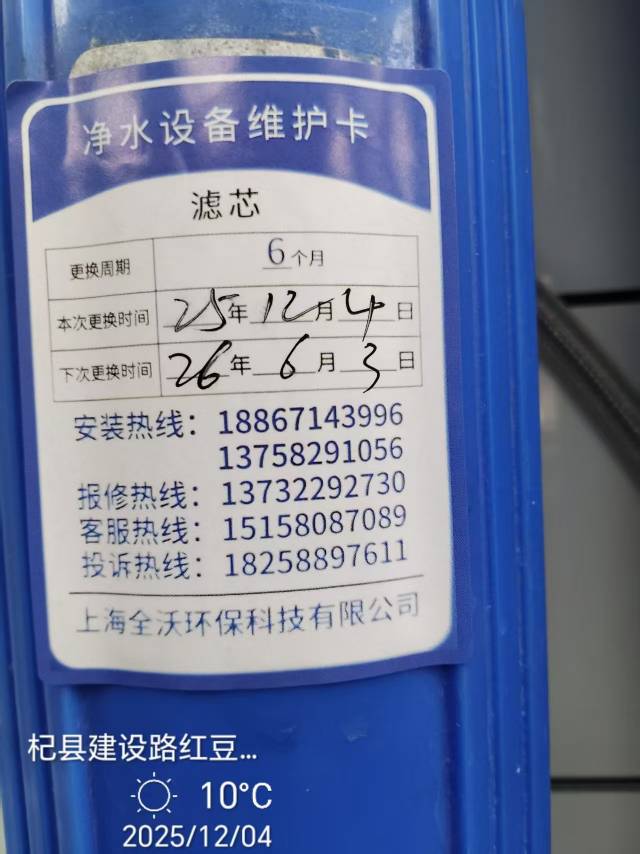 净水设备维护卡
滤芯
更换周期 6个月
本次更换时间 25年12月4日
下次更换时间 26年6月3日
安装热线：18867143996
13758291056
报修热线：13732292730
客服热线：15158087089
投诉热线：18258897611
上海全沃环保科技有限公司
杞县建设路红豆...
10°C
2025/12/04